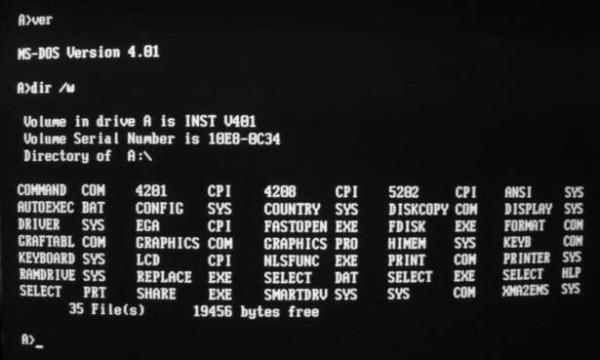 A>ver
MS-DOS Version 4.01
A>dir /w
Volume in drive A is INST V401
Volume Serial Number is 10E8-0C34
Directory of A:\
COMMAND COM 4201 CPI 4208 CPI 5202 CPI ANSI SYS
AUTOEXEC BAT CONFIG SYS COUNTRY SYS DISKCOPY COM DISPLAY SYS
DRIVER SYS EGA CPI FASTOPEN EXE FDISK EXE FORMAT COM
GRAFTABL COM GRAPHICS COM GRAPHICS PRO HIMEM SYS KEYB COM
KEYBOARD SYS LCD CPI NLSFUNC EXE PRINT COM PRINTER SYS
RAMDRIVE SYS REPLACE EXE SELECT DAT SELECT EXE SELECT HLP
SELECT PRT SHARE EXE SMARTDRV SYS SYS COM XMA2EMS SYS
35 File(s) 19456 bytes free
A>_